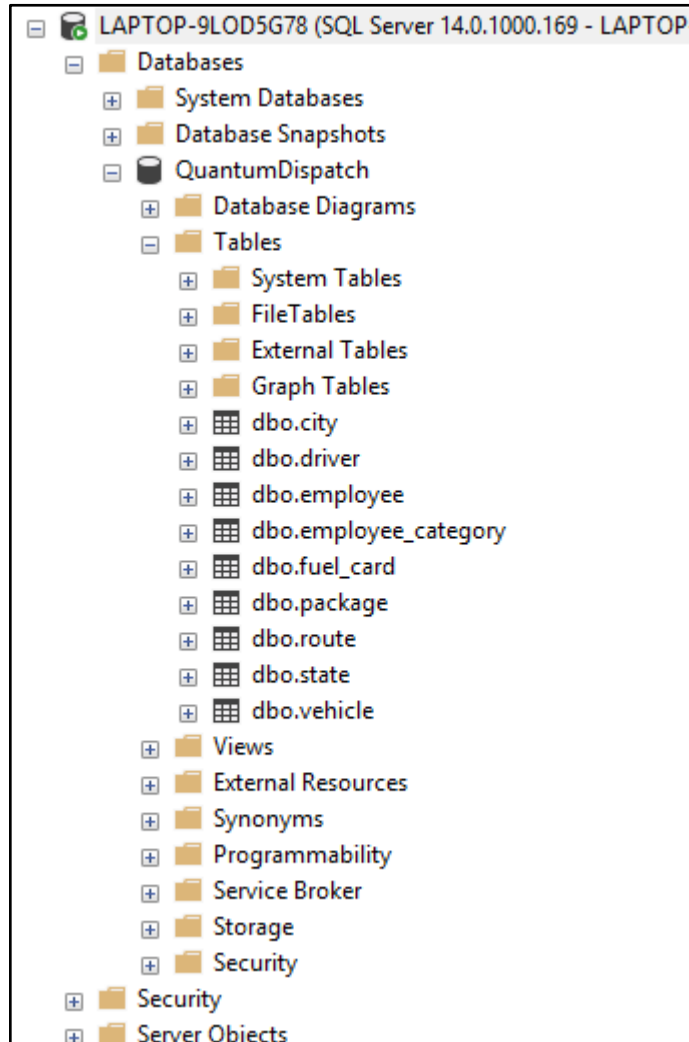 LAPTOP-9LOD5G78 (SQL Server 14.0.1000.169 - LAPTOP
Databases
System Databases
Database Snapshots
QuantumDispatch
Database Diagrams
Tables
System Tables
FileTables
External Tables
Graph Tables
dbo.city
dbo.driver
dbo.employee
dbo.employee_category
dbo.fuel_card
dbo.package
dbo.route
dbo.state
dbo.vehicle
Views
External Resources
Synonyms
Programmability
Service Broker
Storage
Security
Security
Server Objects